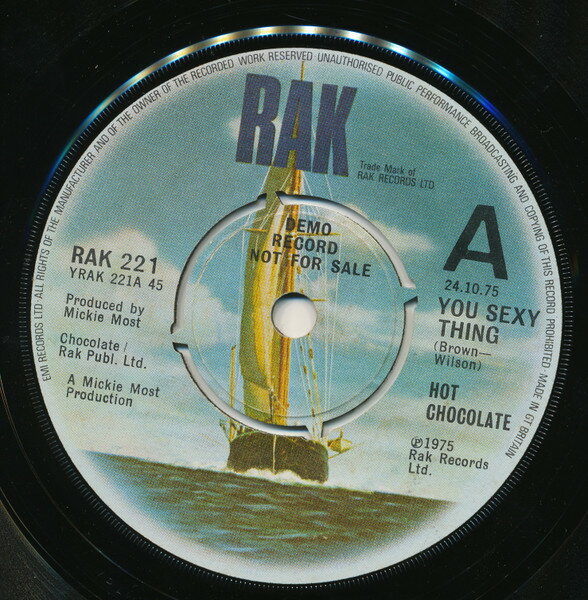 EMI RECORDS LTD·ALL RIGHTS OF THE MANUFACTURER AND OF THE OWNER OF THE RECORDED WORK RESERVED UNAUTHORISED PUBLIC PERFORMANCE BROADCASTING AND COPYING OF THIS RECORD PROHIBITED MADE IN GT BRITAIN
RAK
Trade Mark of
RAK RECORDS LTD
DEMO
RECORD
NOT FOR SALE
A
24.10.75
RAK 221
YRAK 221A 45
Produced by
Mickie Most
Chocolate/
Rak Publ. Ltd.
A Mickie Most
Production
YOU SEXY
THING
(Brown—
Wilson)
HOT
CHOCOLATE
℗1975
Rak Records
Ltd.